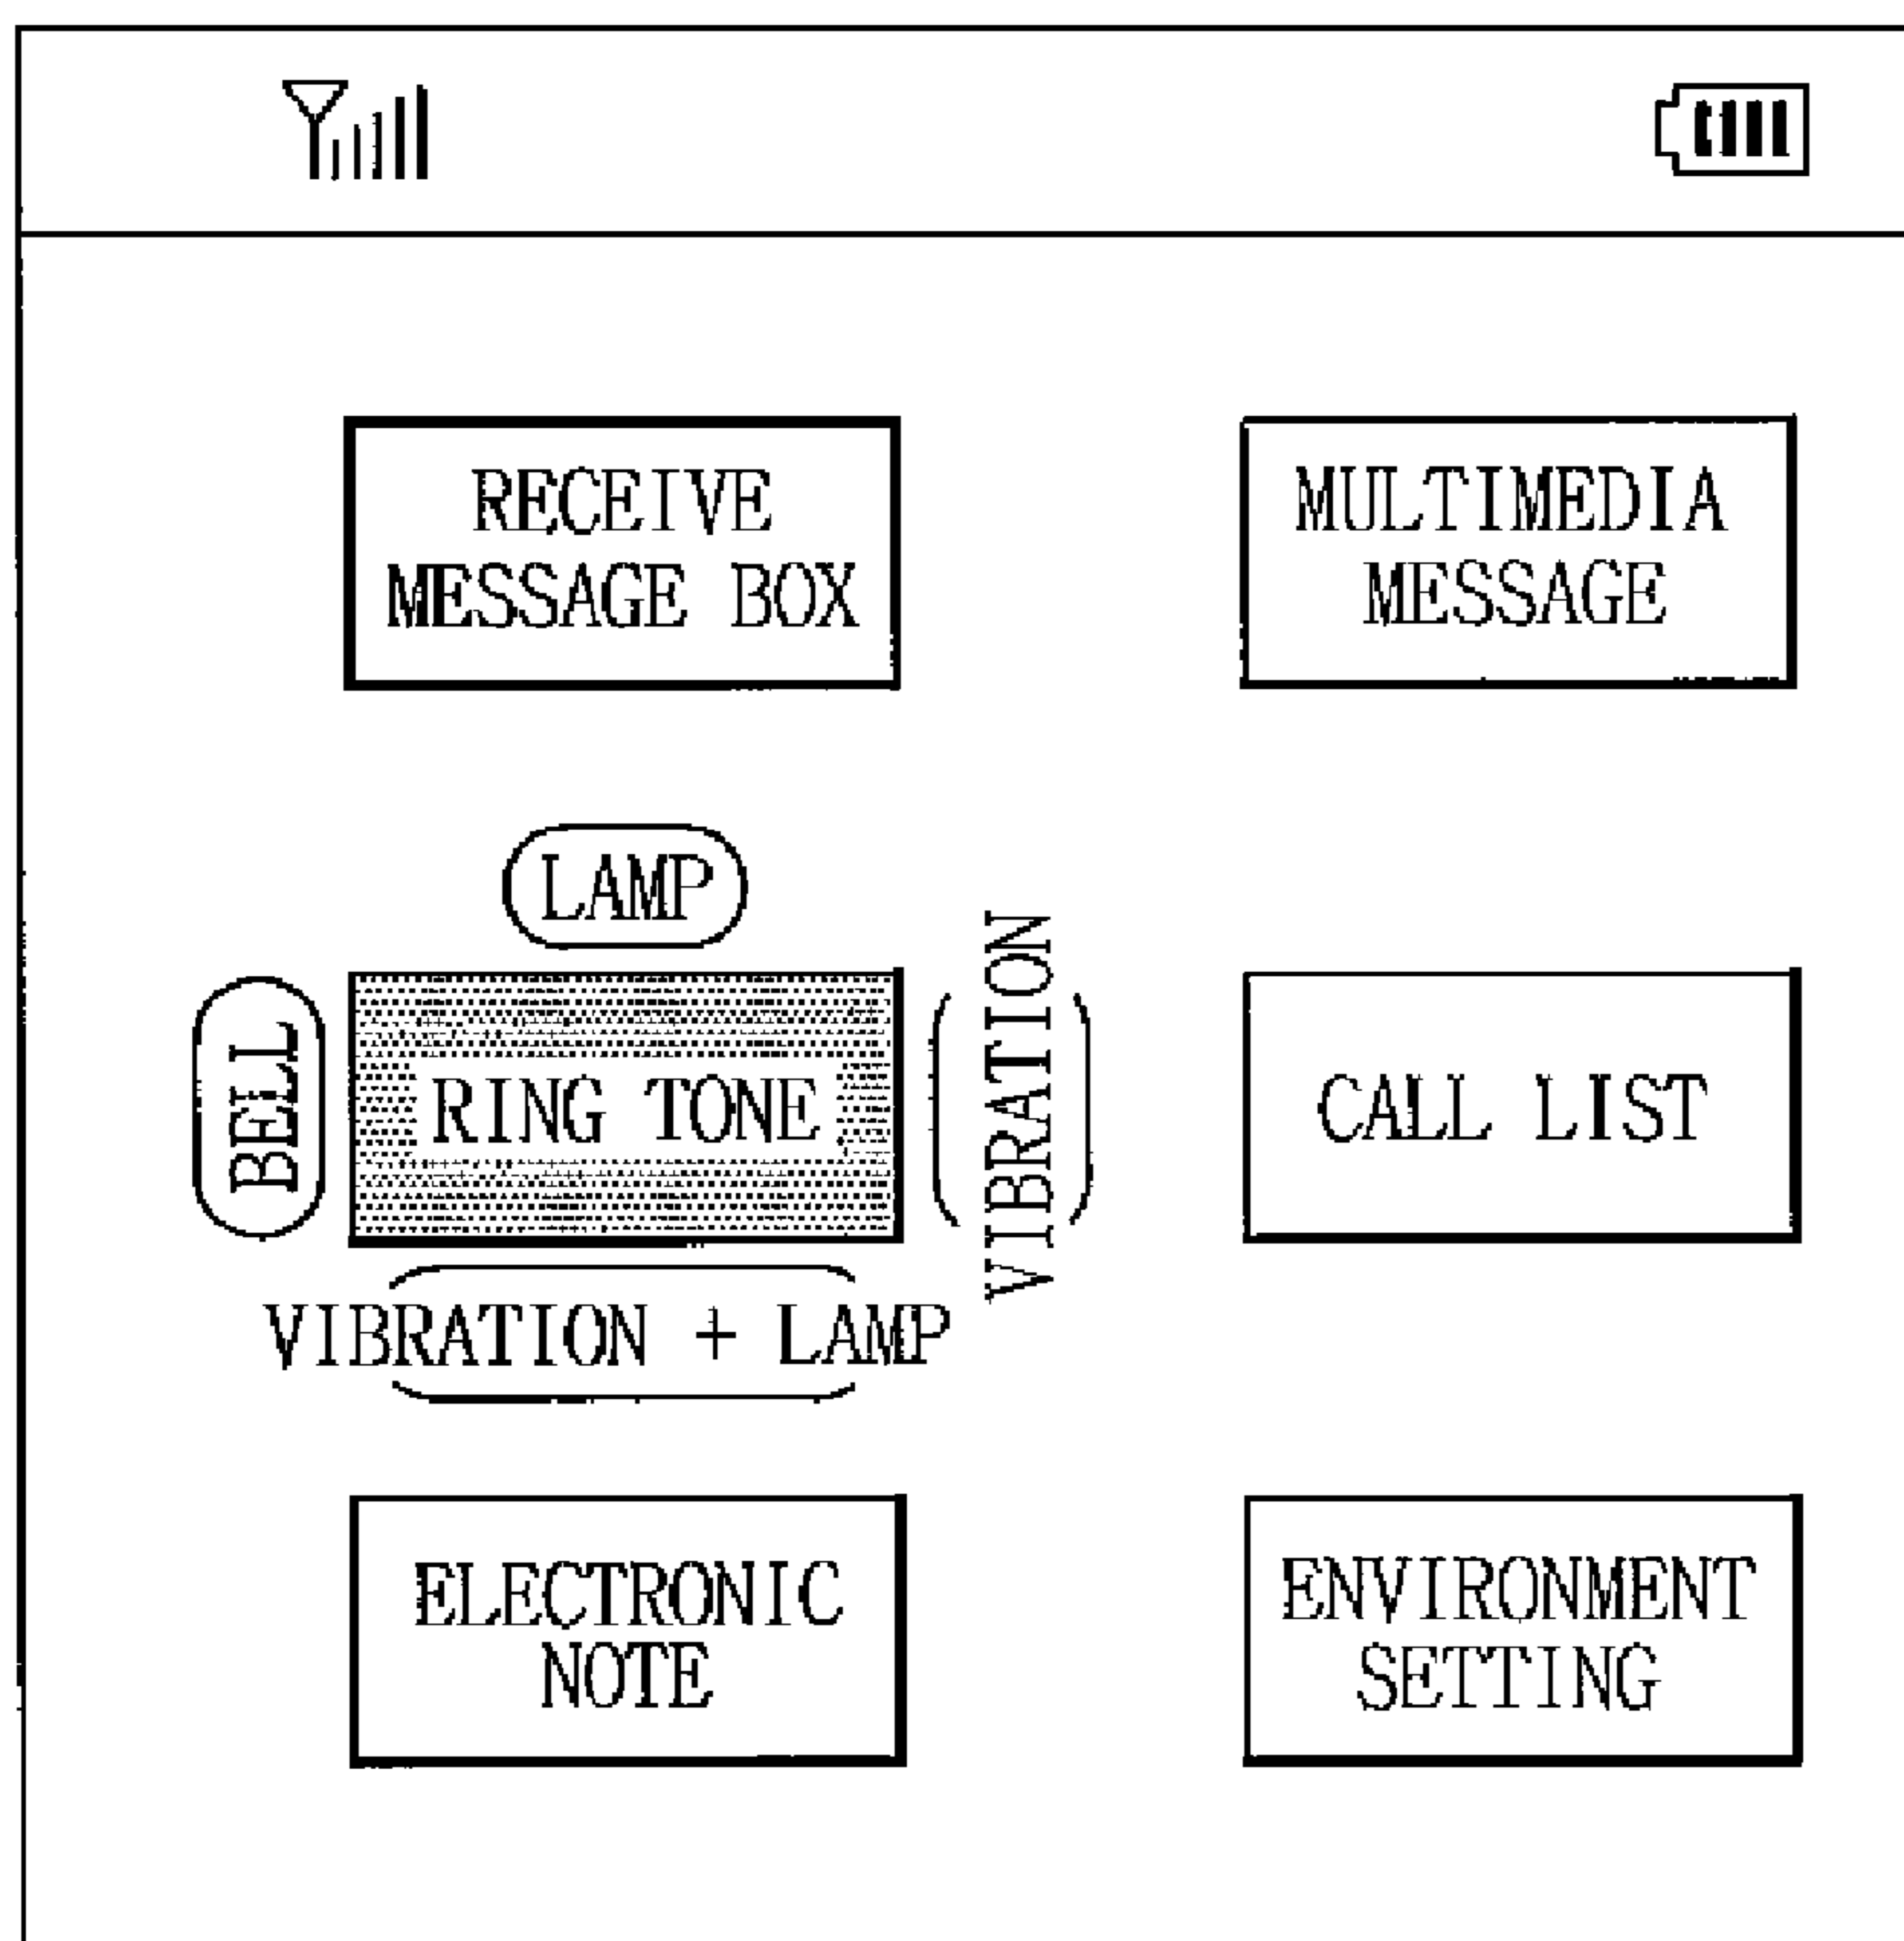 RECEIVE
MESSAGE BOX
MULTIMEDIA
MESSAGE
LAMP
BELL
RING TONE
VIBRATION
VIBRATION + LAMP
CALL LIST
ELECTRONIC
NOTE
ENVIRONMENT
SETTING